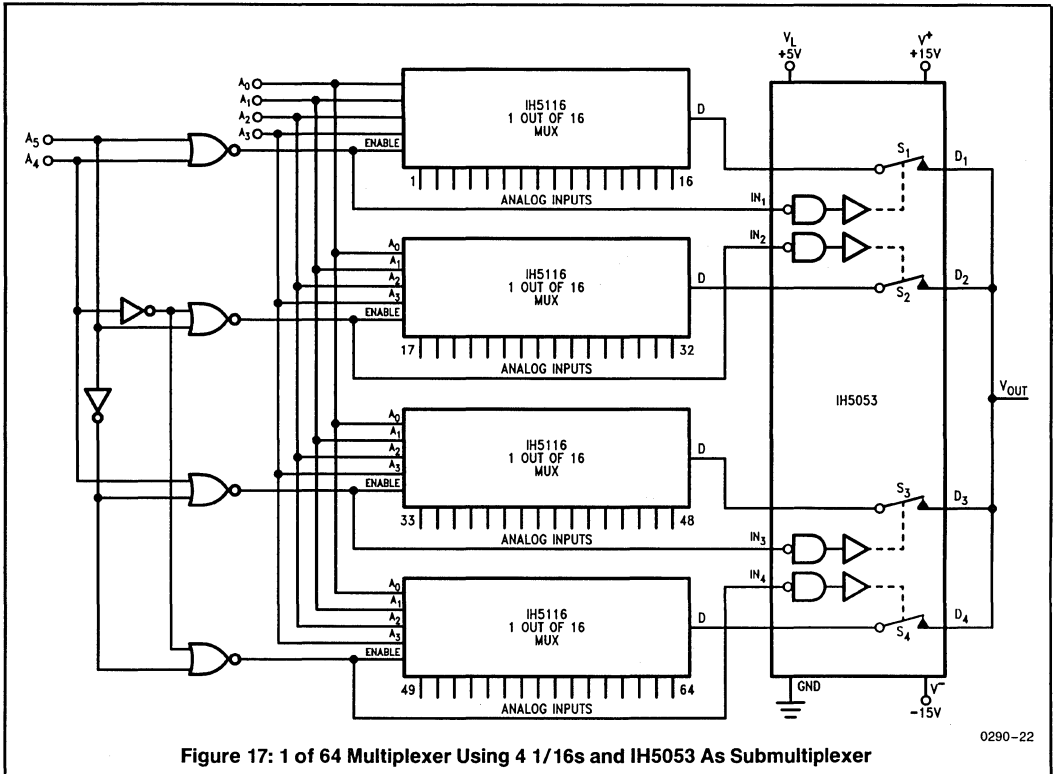 V_L
+5V
V⁺
+15V
A₀
A₁
A₂
A₃
ENABLE
A₅
A₄
IH5116
1 OUT OF 16
MUX
D
1
16
ANALOG INPUTS
S₁
D₁
IN₁
IN₂
A₀
A₁
A₂
A₃
ENABLE
IH5116
1 OUT OF 16
MUX
D
17
32
ANALOG INPUTS
S₂
D₂
IH5053
V_OUT
A₀
A₁
A₂
A₃
ENABLE
IH5116
1 OUT OF 16
MUX
D
33
48
ANALOG INPUTS
S₃
D₃
IN₃
IN₄
A₀
A₁
A₂
A₃
ENABLE
IH5116
1 OUT OF 16
MUX
D
49
64
ANALOG INPUTS
S₄
D₄
GND
V⁻
-15V
0290-22
Figure 17: 1 of 64 Multiplexer Using 4 1/16s and IH5053 As Submultiplexer